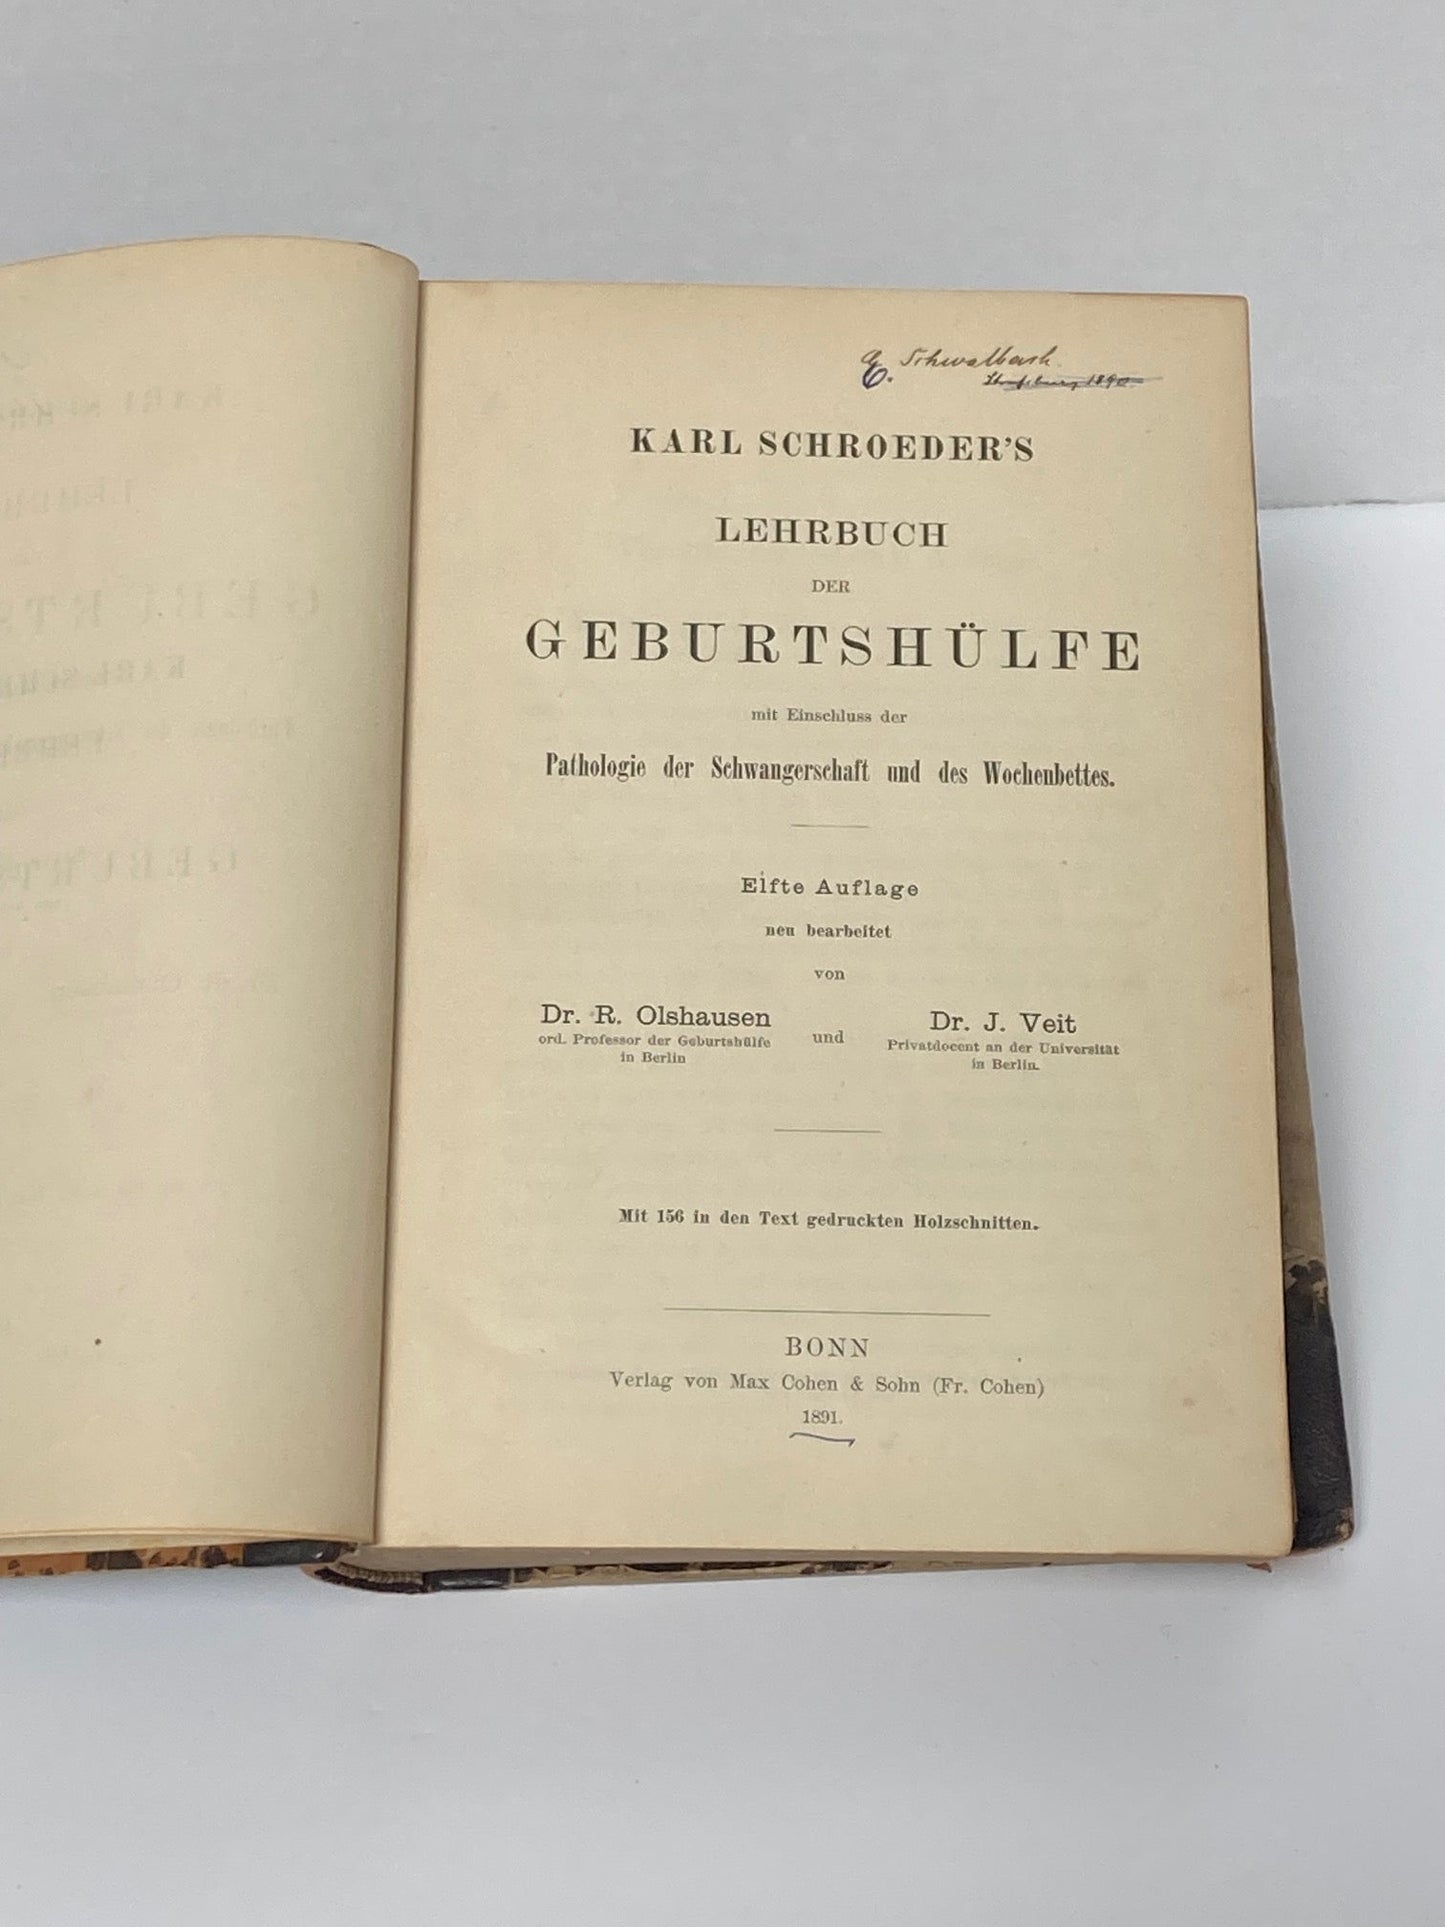 E. Schwalbach
KARL SCHROEDER'S
LEHRBUCH
DER
GEBURTSHÜLFE
mit Einschluss der
Pathologie der Schwangerschaft und des Wochenbettes.
Elfte Auflage
neu bearbeitet
von
Dr. R. Olshausen
ord. Professor der Geburtshülfe
in Berlin
und
Dr. J. Veit
Privatdocent an der Universität
in Berlin.
Mit 156 in den Text gedruckten Holzschnitten.
BONN
Verlag von Max Cohen & Sohn (Fr. Cohen)
1891.